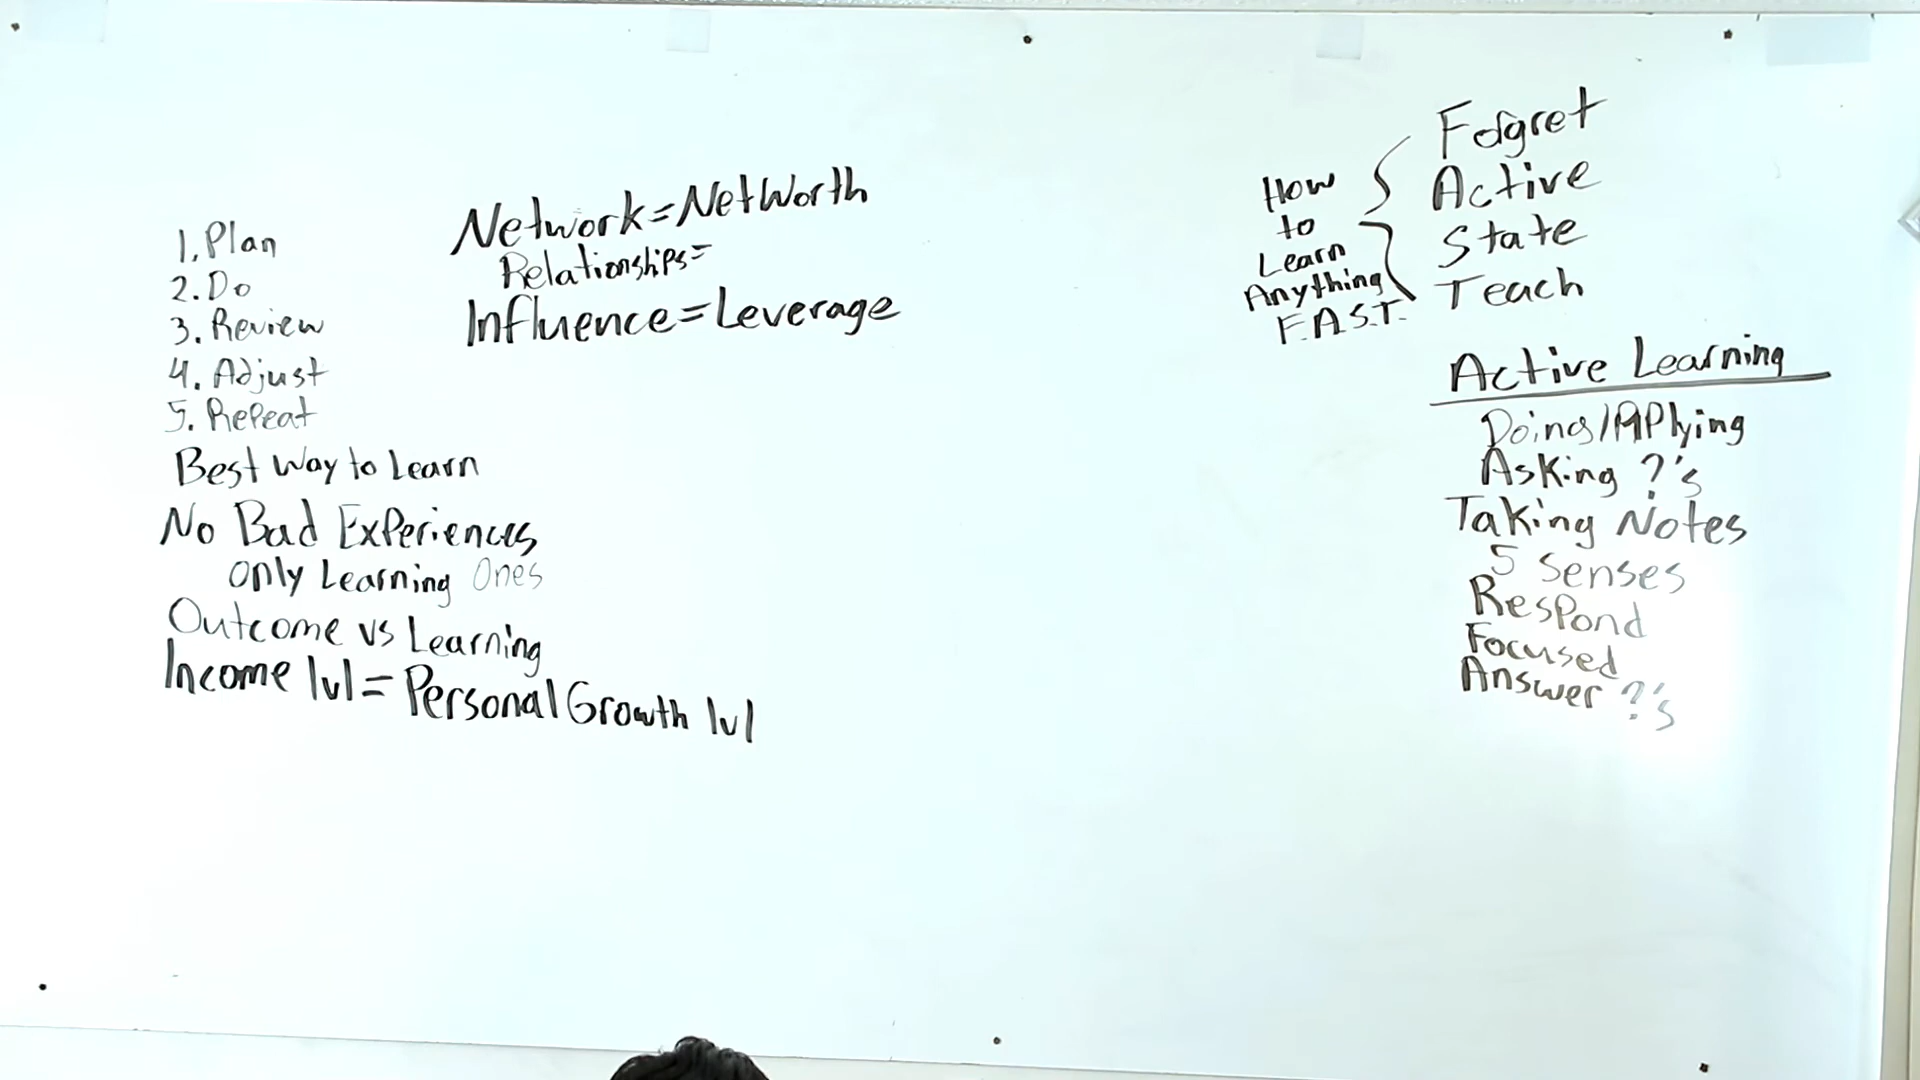 1. Plan
2. Do
3. Review
4. Adjust
5. Repeat
Best Way to Learn
No Bad Experiences
only Learning Ones
Outcome vs Learning
Income lvl = Personal Growth lvl
Network = NetWorth
Relationships =
Influence = Leverage
How
to
Learn
Anything
F.A.S.T.
Fofgret
Active
State
Teach
Active Learning
Doing/APPlying
Asking ?'s
Taking Notes
5 Senses
Respond
Focused
Answer ?'s